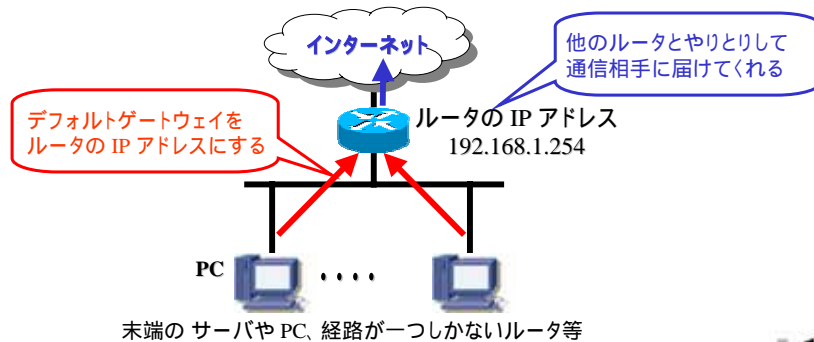 インターネット
他のルータとやりとりして
通信相手に届けてくれる
デフォルトゲートウェイを
ルータの IP アドレスにする
ルータの IP アドレス
192.168.1.254
PC
････
末端の サーバや PC、経路が一つしかないルータ等